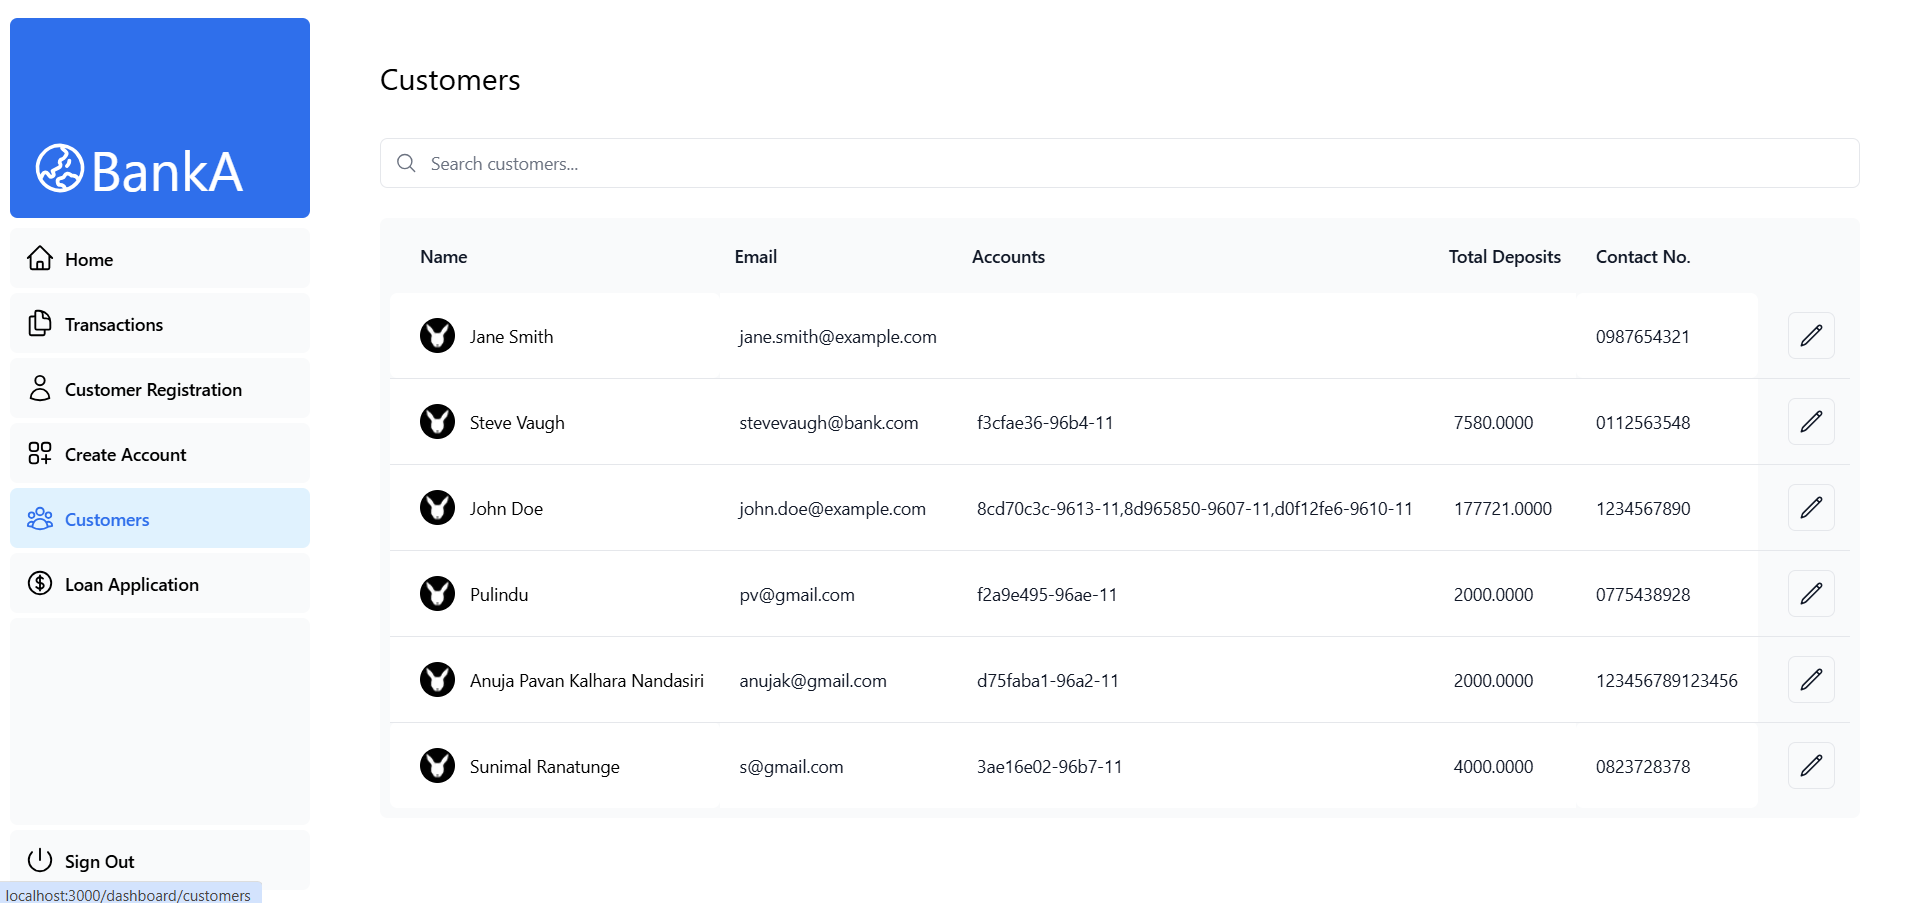 BankA
Home
Transactions
Customer Registration
Create Account
Customers
Loan Application
Sign Out
localhost:3000/dashboard/customers
Customers
Search customers...
Name Email Accounts Total Deposits Contact No.
Jane Smith jane.smith@example.com 0987654321
Steve Vaugh stevevaugh@bank.com f3cfae36-96b4-11 7580.0000 0112563548
John Doe john.doe@example.com 8cd70c3c-9613-11,8d965850-9607-11,d0f12fe6-9610-11 177721.0000 1234567890
Pulindu pv@gmail.com f2a9e495-96ae-11 2000.0000 0775438928
Anuja Pavan Kalhara Nandasiri anujak@gmail.com d75faba1-96a2-11 2000.0000 123456789123456
Sunimal Ranatunge s@gmail.com 3ae16e02-96b7-11 4000.0000 0823728378